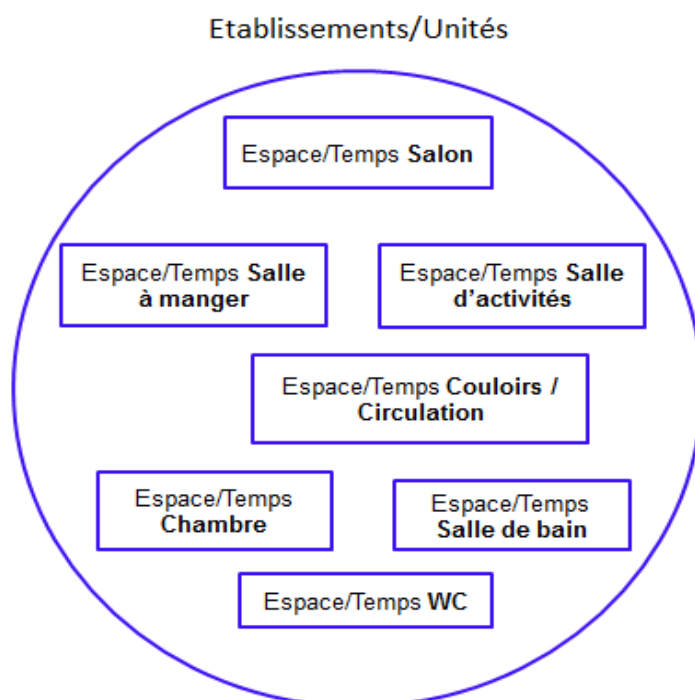 Etablissements/Unités
Espace/Temps Salon
Espace/Temps Salle
à manger
Espace/Temps Salle
d’activités
Espace/Temps Couloirs /
Circulation
Espace/Temps
Chambre
Espace/Temps
Salle de bain
Espace/Temps WC